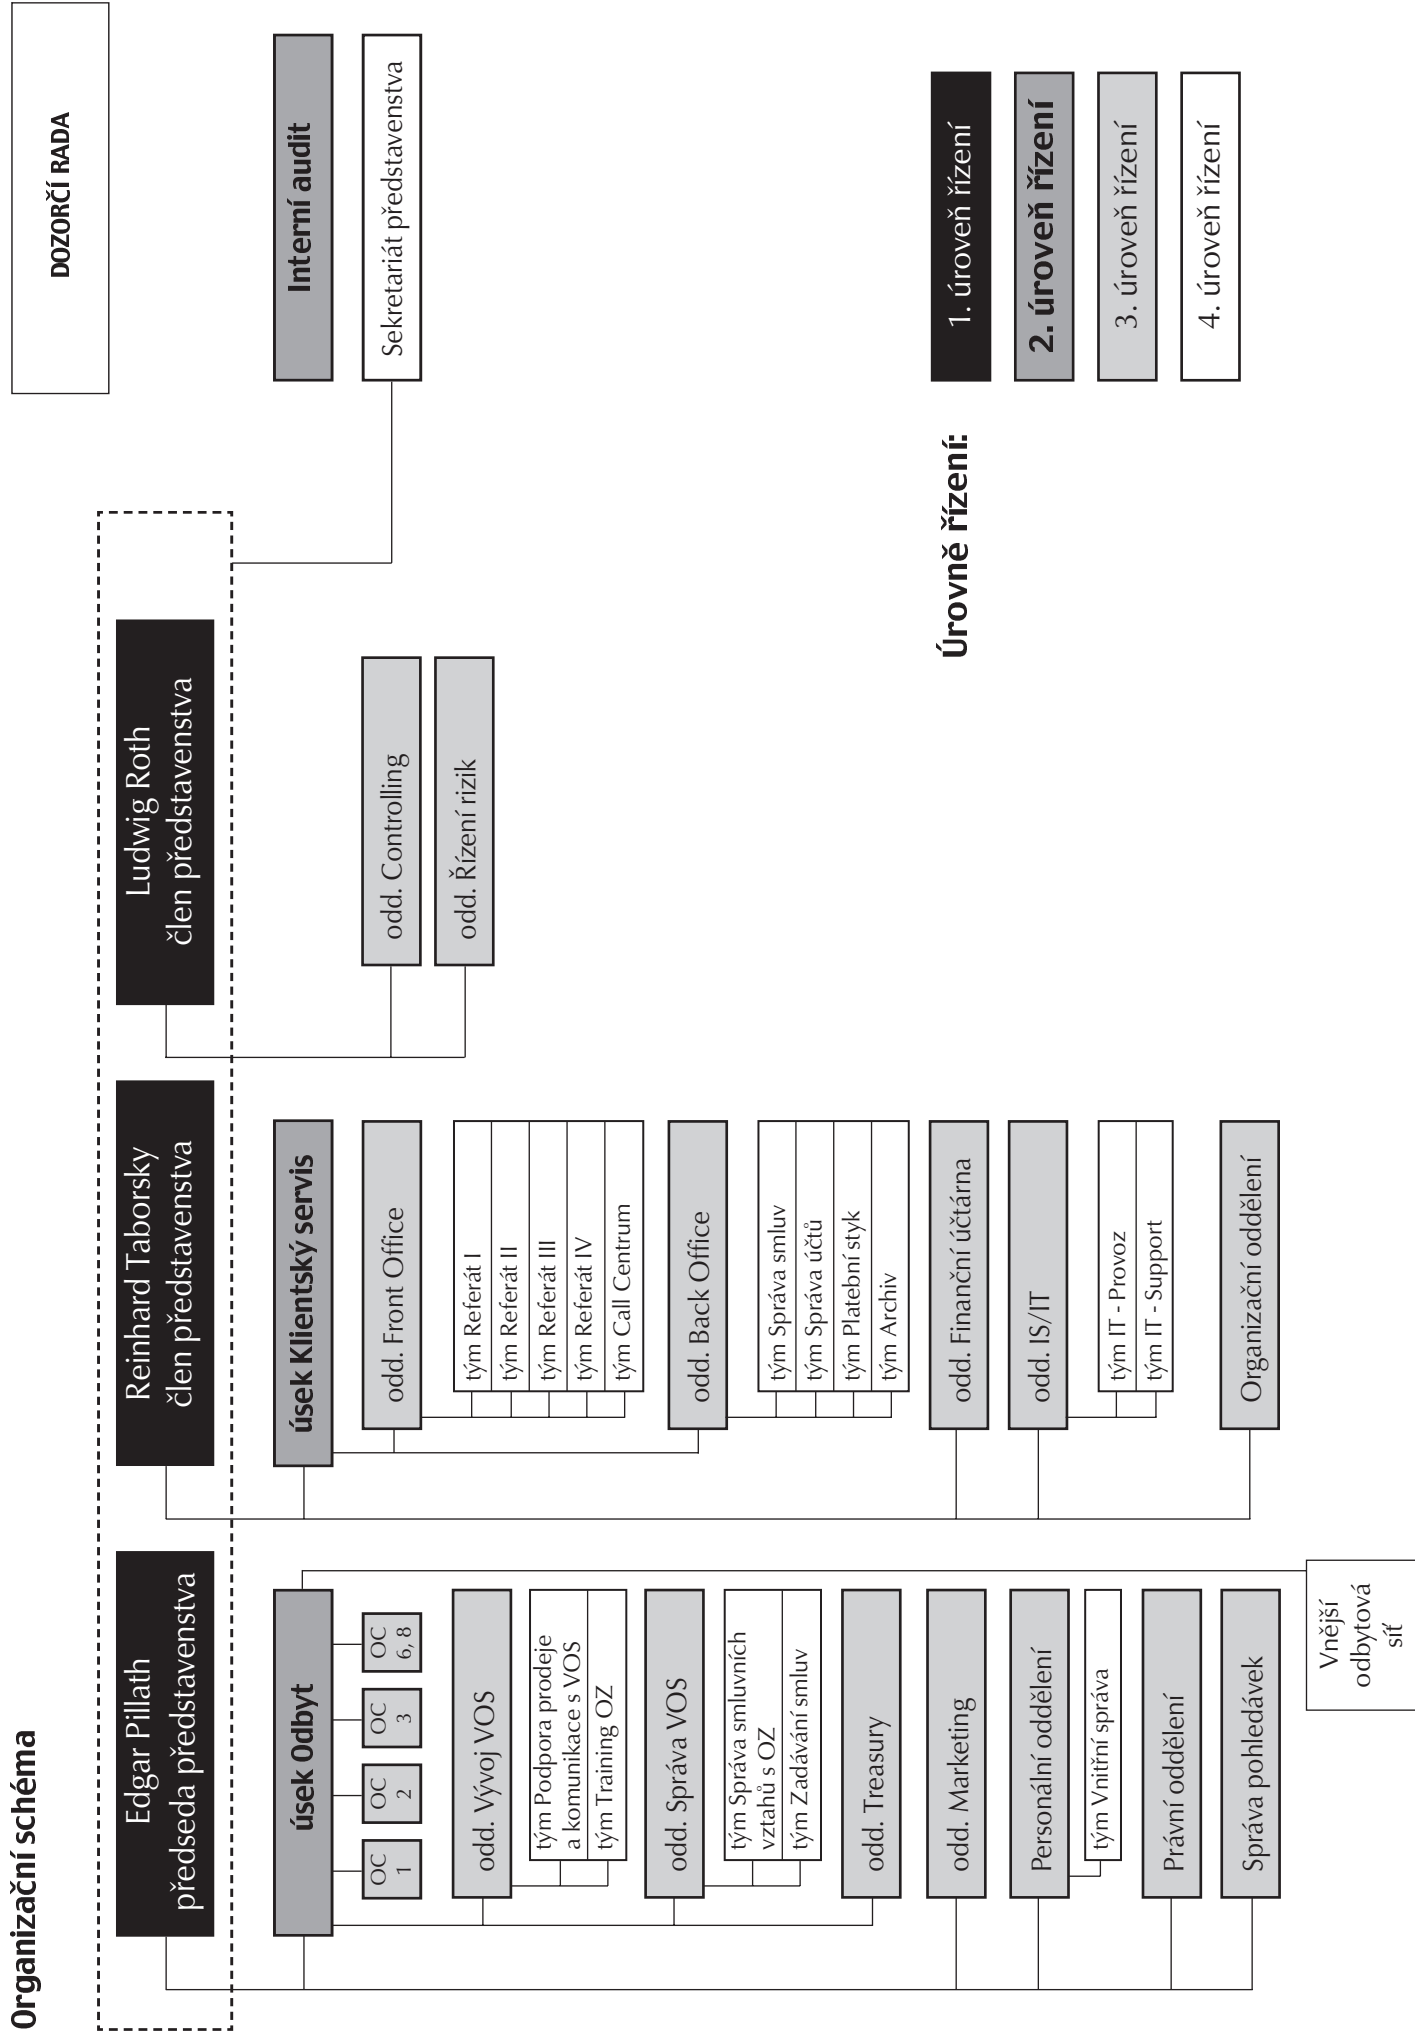 Organizační schéma
DOZORČÍ RADA
Edgar Pillath
předseda představenstva
Reinhard Taborsky
člen představenstva
Ludwig Roth
člen představenstva
úsek Odbyt
OC
1
OC
2
OC
3
OC
6, 8
odd. Vývoj VOS
tým Podpora prodeje
a komunikace s VOS
tým Training OZ
odd. Správa VOS
tým Správa smluvních
vztahů s OZ
tým Zadávání smluv
odd. Treasury
odd. Marketing
Personální oddělení
tým Vnitřní správa
Právní oddělení
Správa pohledávek
Vnější
odbytová
síť
úsek Klientský servis
odd. Front Office
tým Referát I
tým Referát II
tým Referát III
tým Referát IV
tým Call Centrum
odd. Back Office
tým Správa smluv
tým Správa účtů
tým Platební styk
tým Archiv
odd. Finanční účtárna
odd. IS/IT
tým IT - Provoz
tým IT - Support
Organizační oddělení
odd. Controlling
odd. Řízení rizik
Interní audit
Sekretariát představenstva
Úrovně řízení:
1. úroveň řízení
2. úroveň řízení
3. úroveň řízení
4. úroveň řízení